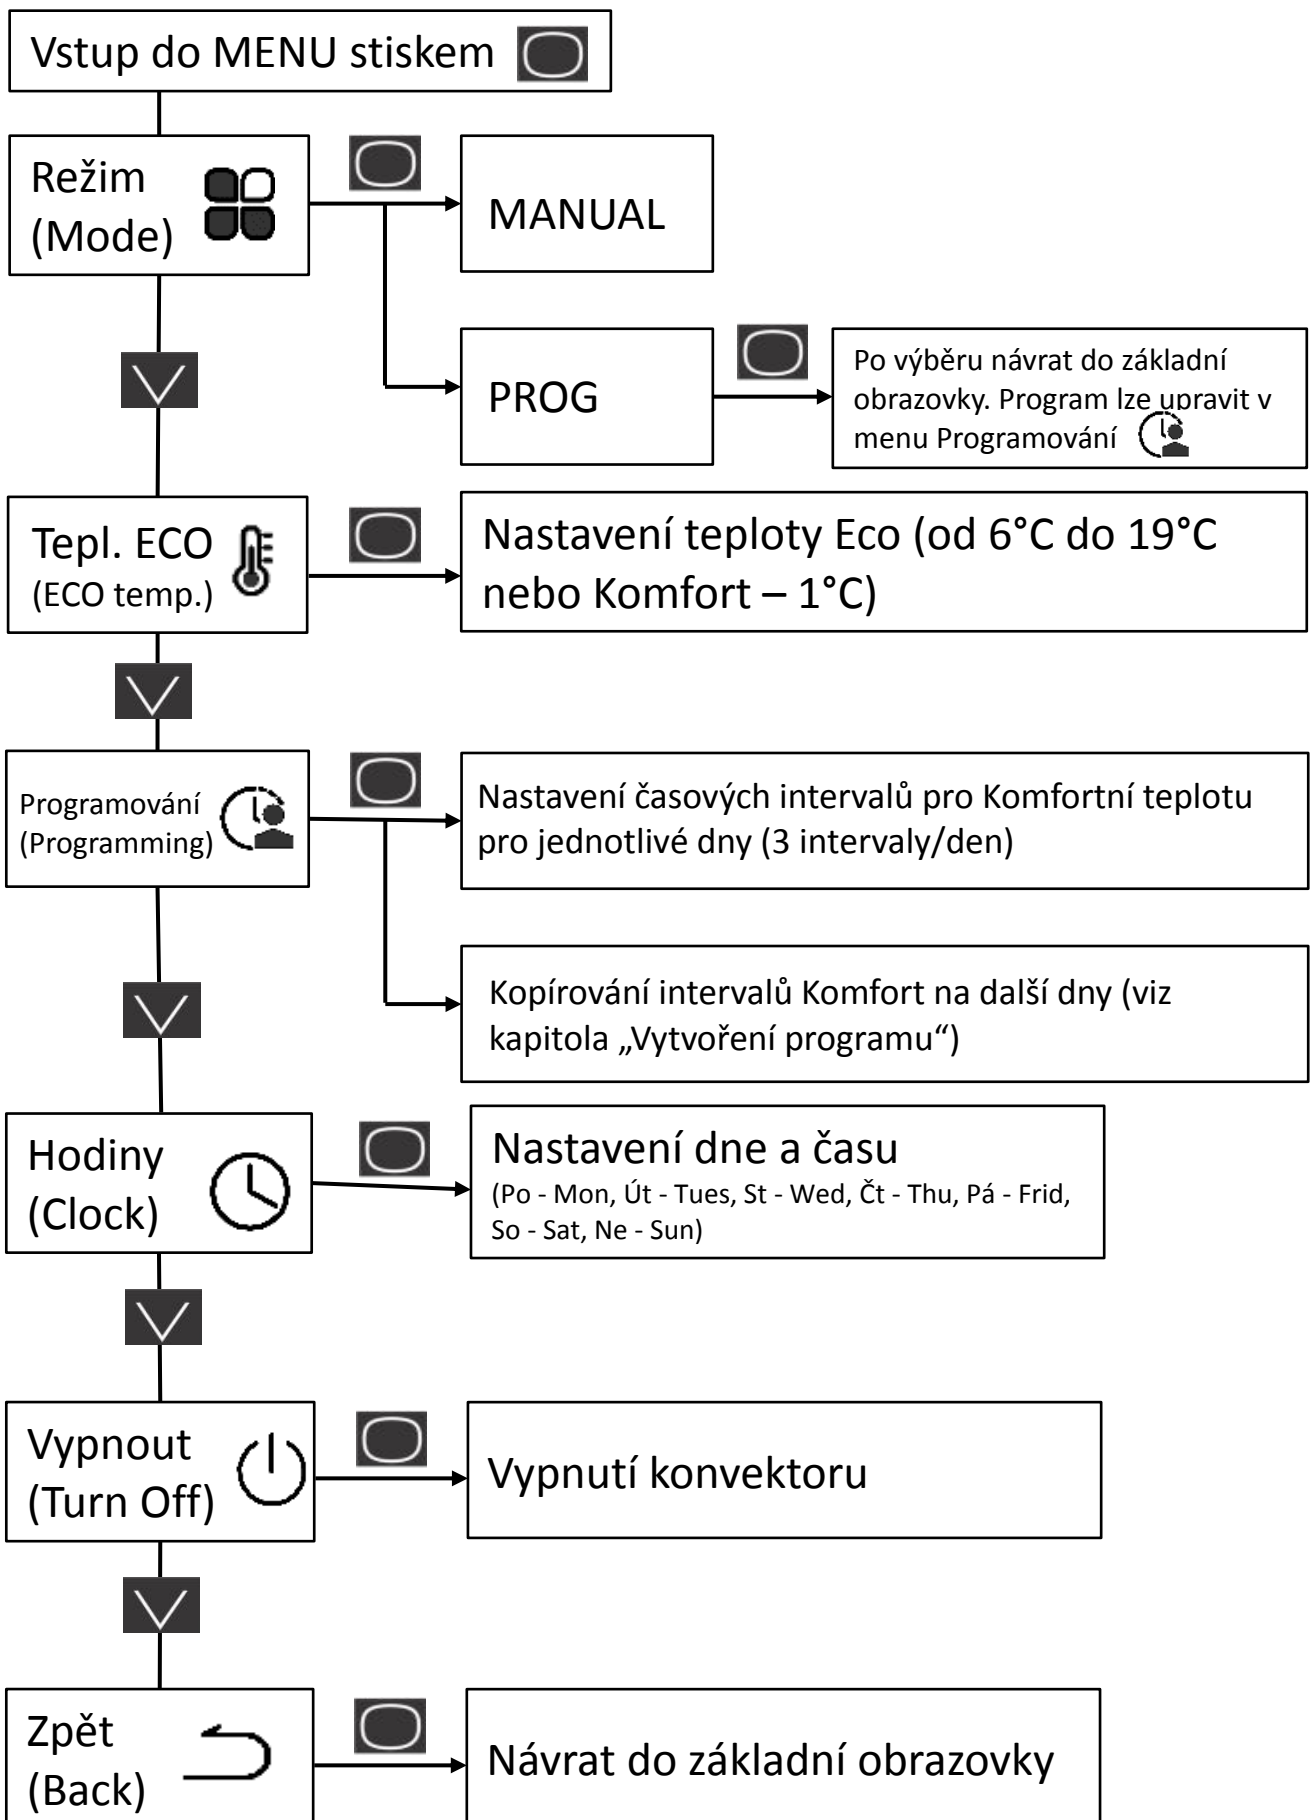 Vstup do MENU stiskem
Režim
(Mode)
MANUAL
PROG
Po výběru návrat do základní
obrazovky. Program lze upravit v
menu Programování
Tepl. ECO
(ECO temp.)
Nastavení teploty Eco (od 6°C do 19°C
nebo Komfort – 1°C)
Programování
(Programming)
Nastavení časových intervalů pro Komfortní teplotu
pro jednotlivé dny (3 intervaly/den)
Kopírování intervalů Komfort na další dny (viz
kapitola „Vytvoření programu“)
Hodiny
(Clock)
Nastavení dne a času
(Po - Mon, Út - Tues, St - Wed, Čt - Thu, Pá - Frid,
So - Sat, Ne - Sun)
Vypnout
(Turn Off)
Vypnutí konvektoru
Zpět
(Back)
Návrat do základní obrazovky